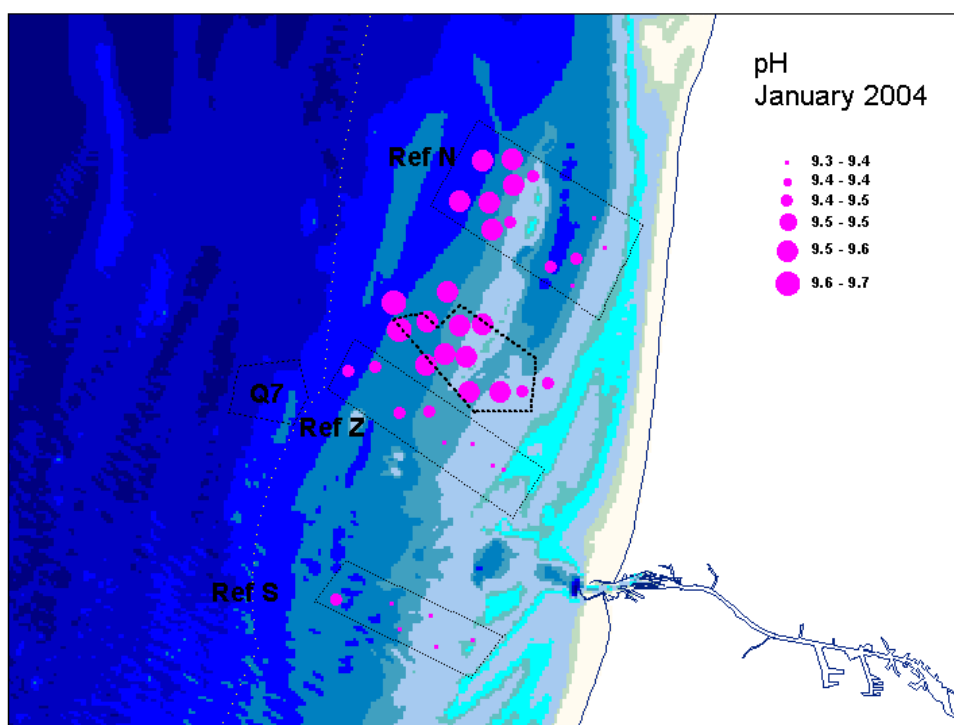 pH
January 2004
9.3 - 9.4
9.4 - 9.4
9.4 - 9.5
9.5 - 9.5
9.5 - 9.6
9.6 - 9.7
Ref N
Q7
Ref Z
Ref S